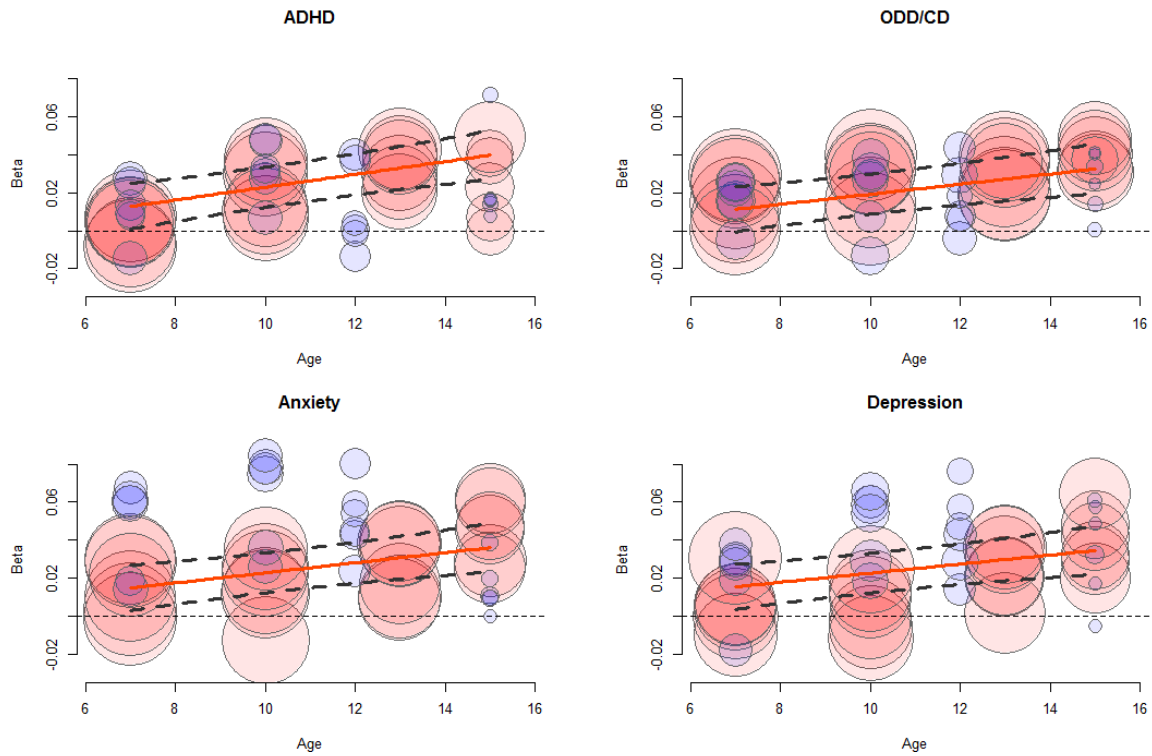 ADHD
Beta
-0.02 0.02 0.06
6 8 10 12 14 16
Age
ODD/CD
Beta
-0.02 0.02 0.06
6 8 10 12 14 16
Age
Anxiety
Beta
-0.02 0.02 0.06
6 8 10 12 14 16
Age
Depression
Beta
-0.02 0.02 0.06
6 8 10 12 14 16
Age